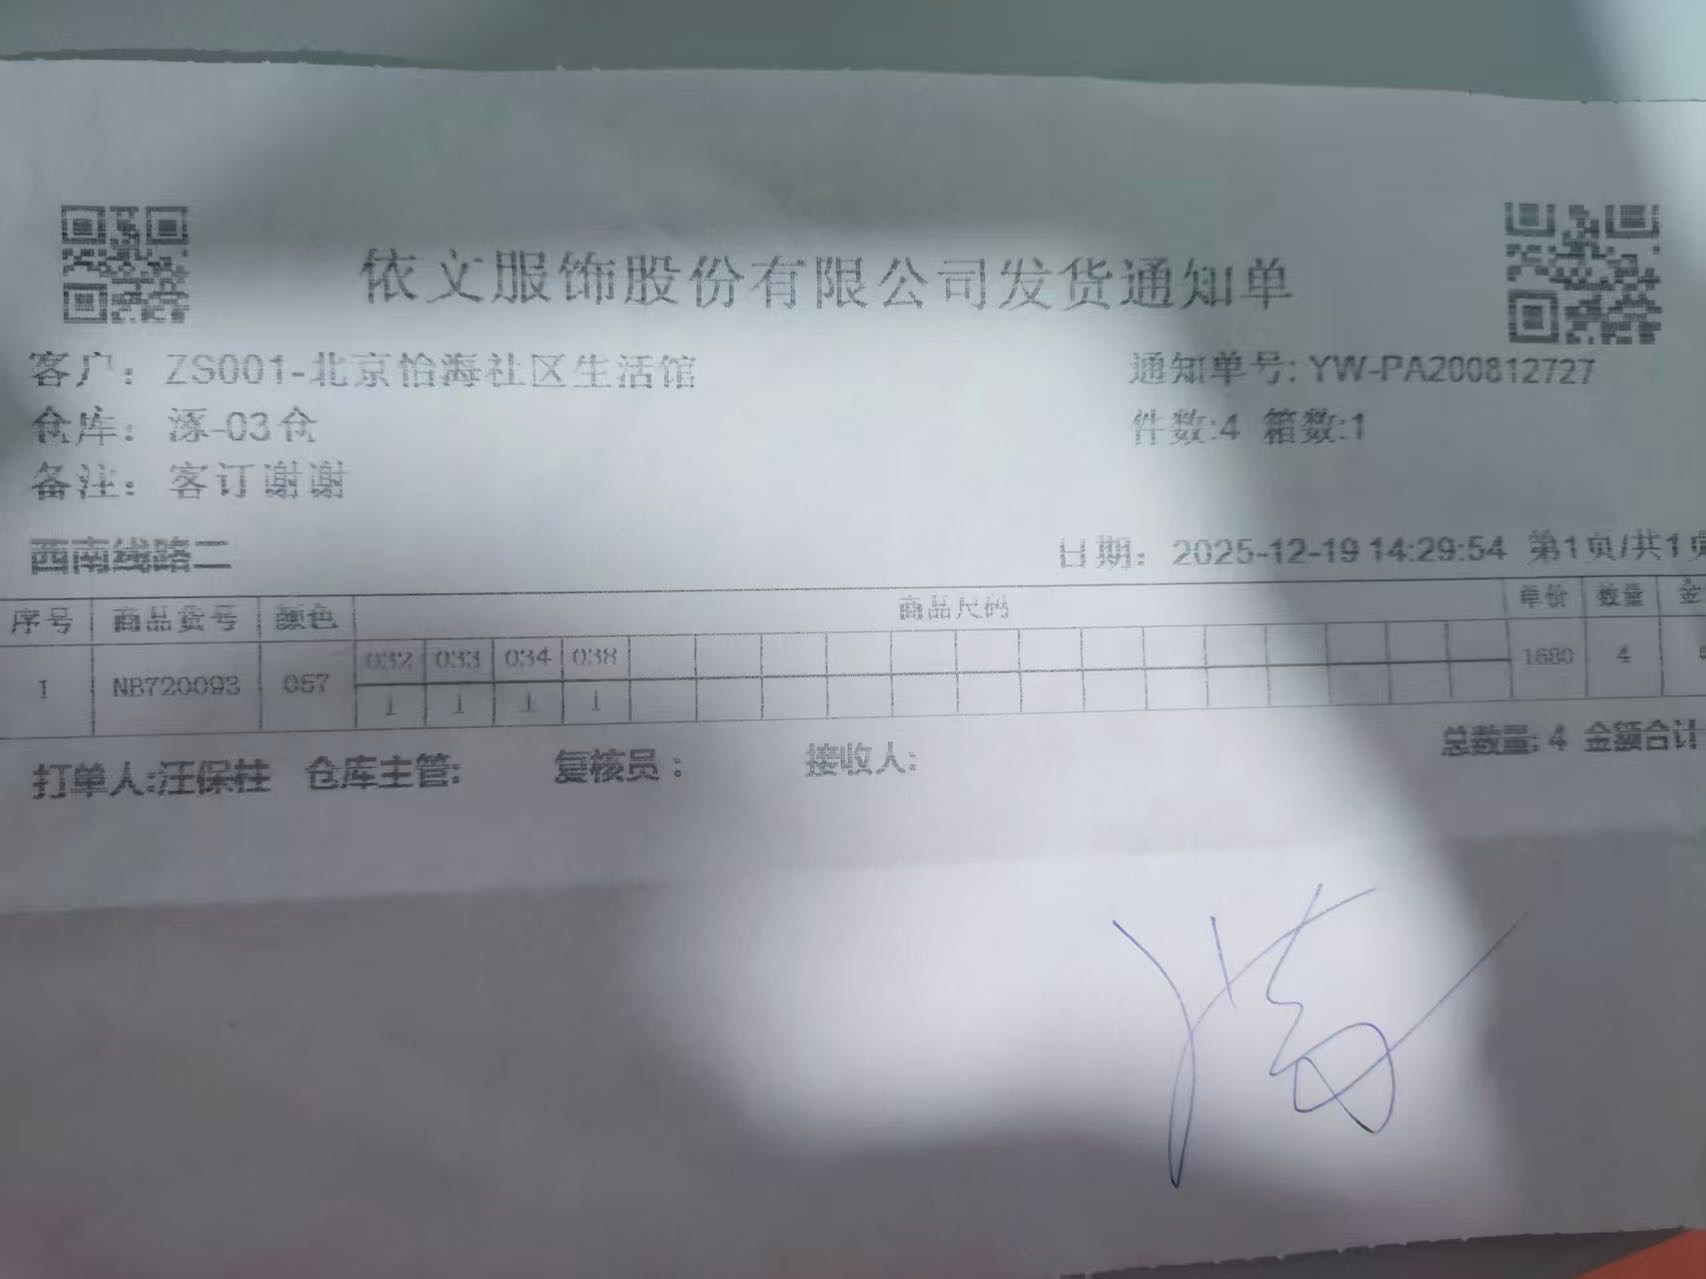 依文服饰股份有限公司发货通知单
客户：ZS001-北京怡海社区生活馆 通知单号: YW-PA200812727
仓库：涿-03仓 件数:4 箱数:1
备注：客订谢谢
西南线路二 日期：2025-12-19 14:29:54 第1页/共1页
序号 商品货号 颜色 商品尺码 单价 数量 金
1 NB720093 057 032 033 034 038 1680 4
1 1 1 1
打单人:汪保柱 仓库主管: 复核员： 接收人: 总数量: 4 金额合计